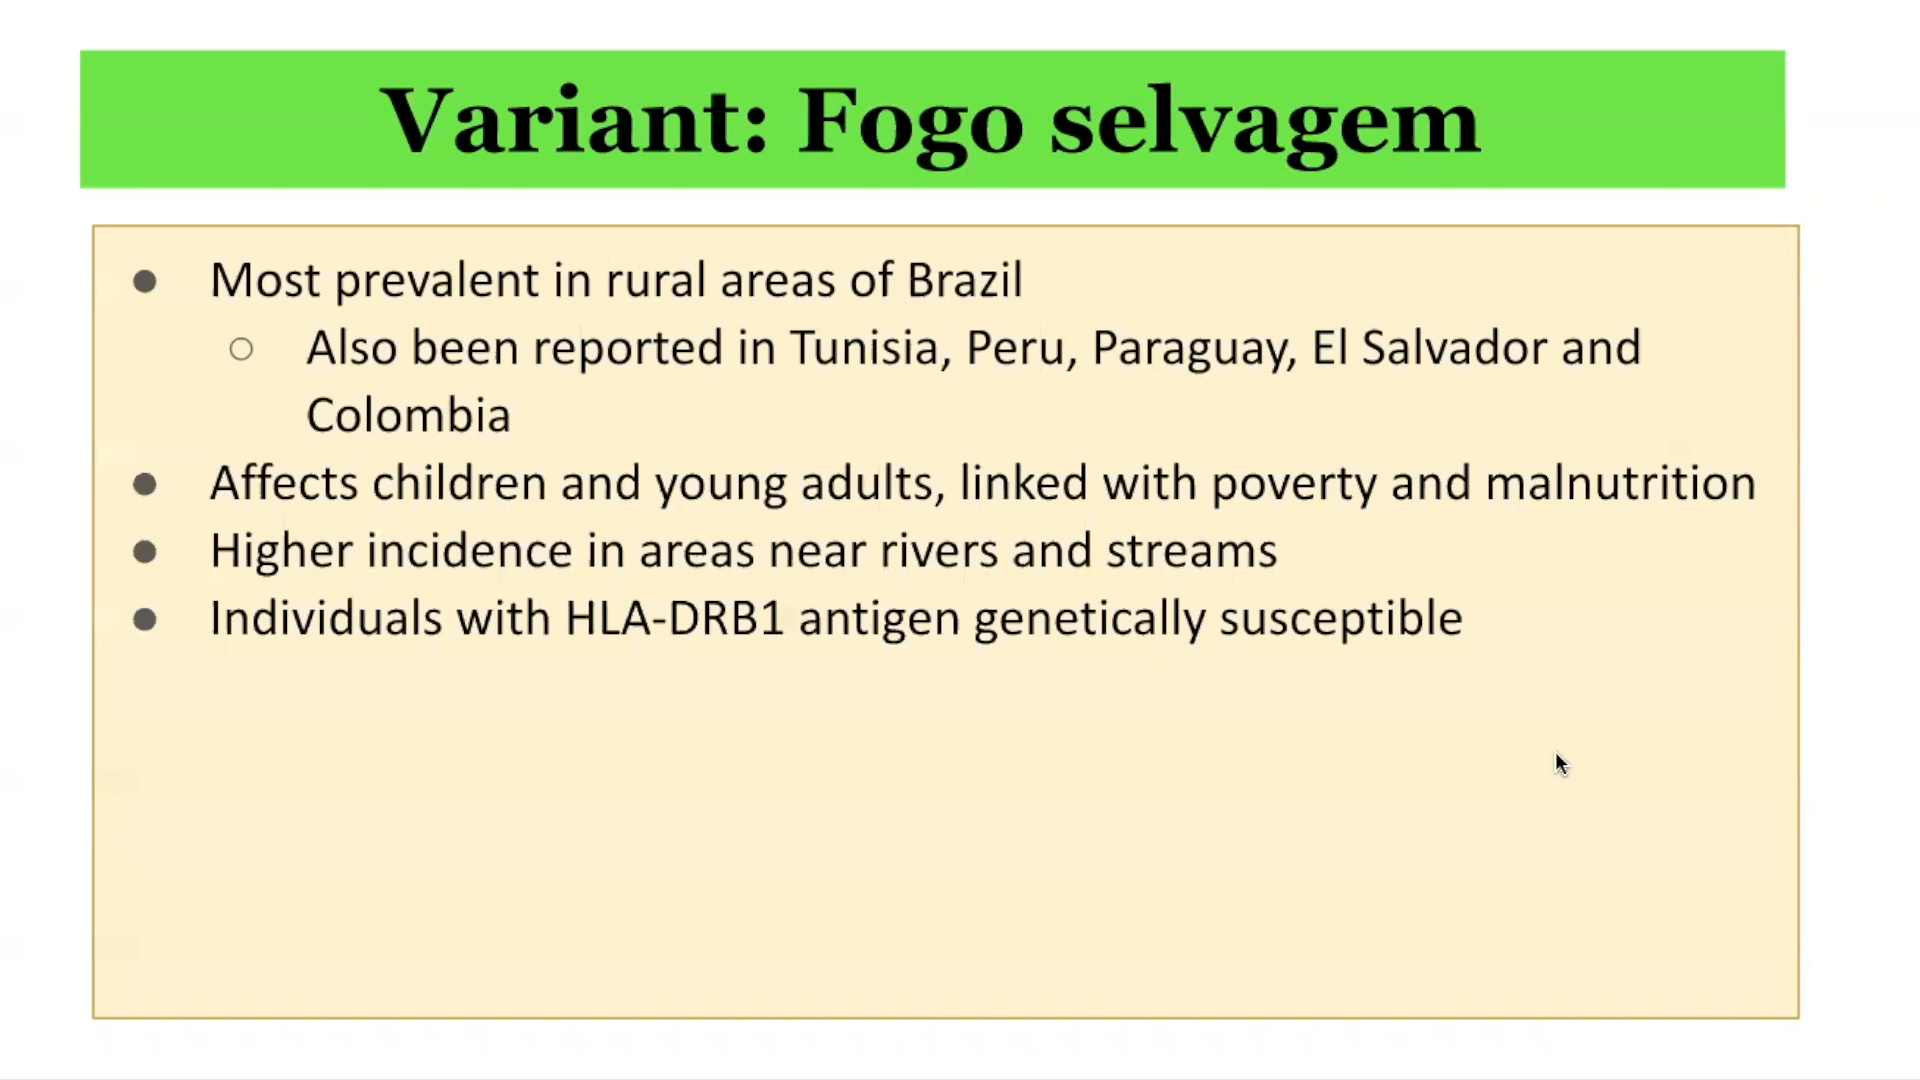 Variant: Fogo selvagem
● Most prevalent in rural areas of Brazil
○ Also been reported in Tunisia, Peru, Paraguay, El Salvador and
Colombia
● Affects children and young adults, linked with poverty and malnutrition
● Higher incidence in areas near rivers and streams
● Individuals with HLA-DRB1 antigen genetically susceptible